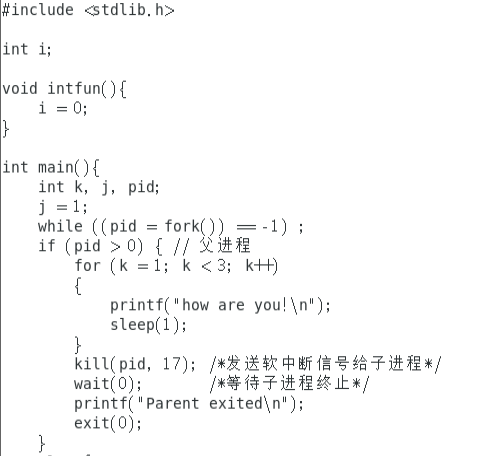 #include <stdlib.h>
int i;
void intfun(){
    i = 0;
}
int main(){
    int k, j, pid;
    j = 1;
    while ((pid = fork()) == -1) ;
    if (pid > 0) { // 父进程
        for (k = 1; k < 3; k++)
        {
            printf("how are you!\n");
            sleep(1);
        }
        kill(pid, 17); /*发送软中断信号给子进程*/
        wait(0);       /*等待子进程终止*/
        printf("Parent exited\n");
        exit(0);
    }